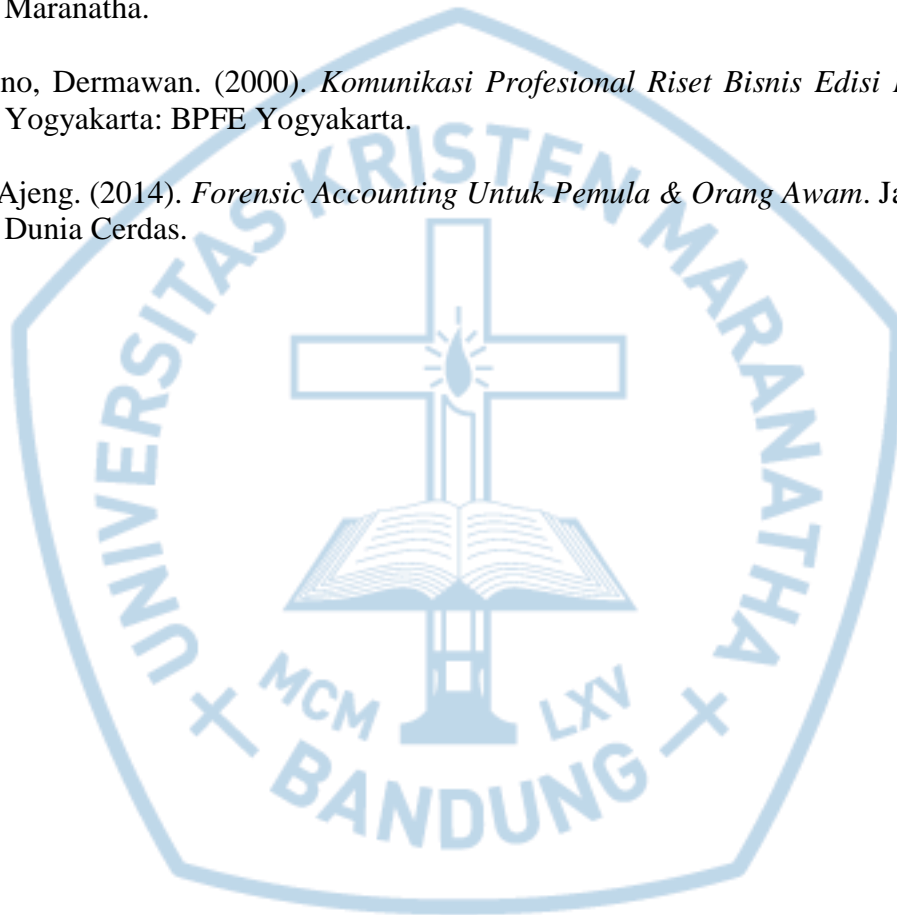 Maranatha.
no, Dermawan. (2000). Komunikasi Profesional Riset Bisnis Edisi
Yogyakarta: BPFE Yogyakarta.
Ajeng. (2014). Forensic Accounting Untuk Pemula & Orang Awam. Ja
Dunia Cerdas.
UNIVERSITAS KRISTEN MARANATHA
MCM LXV
BANDUNG